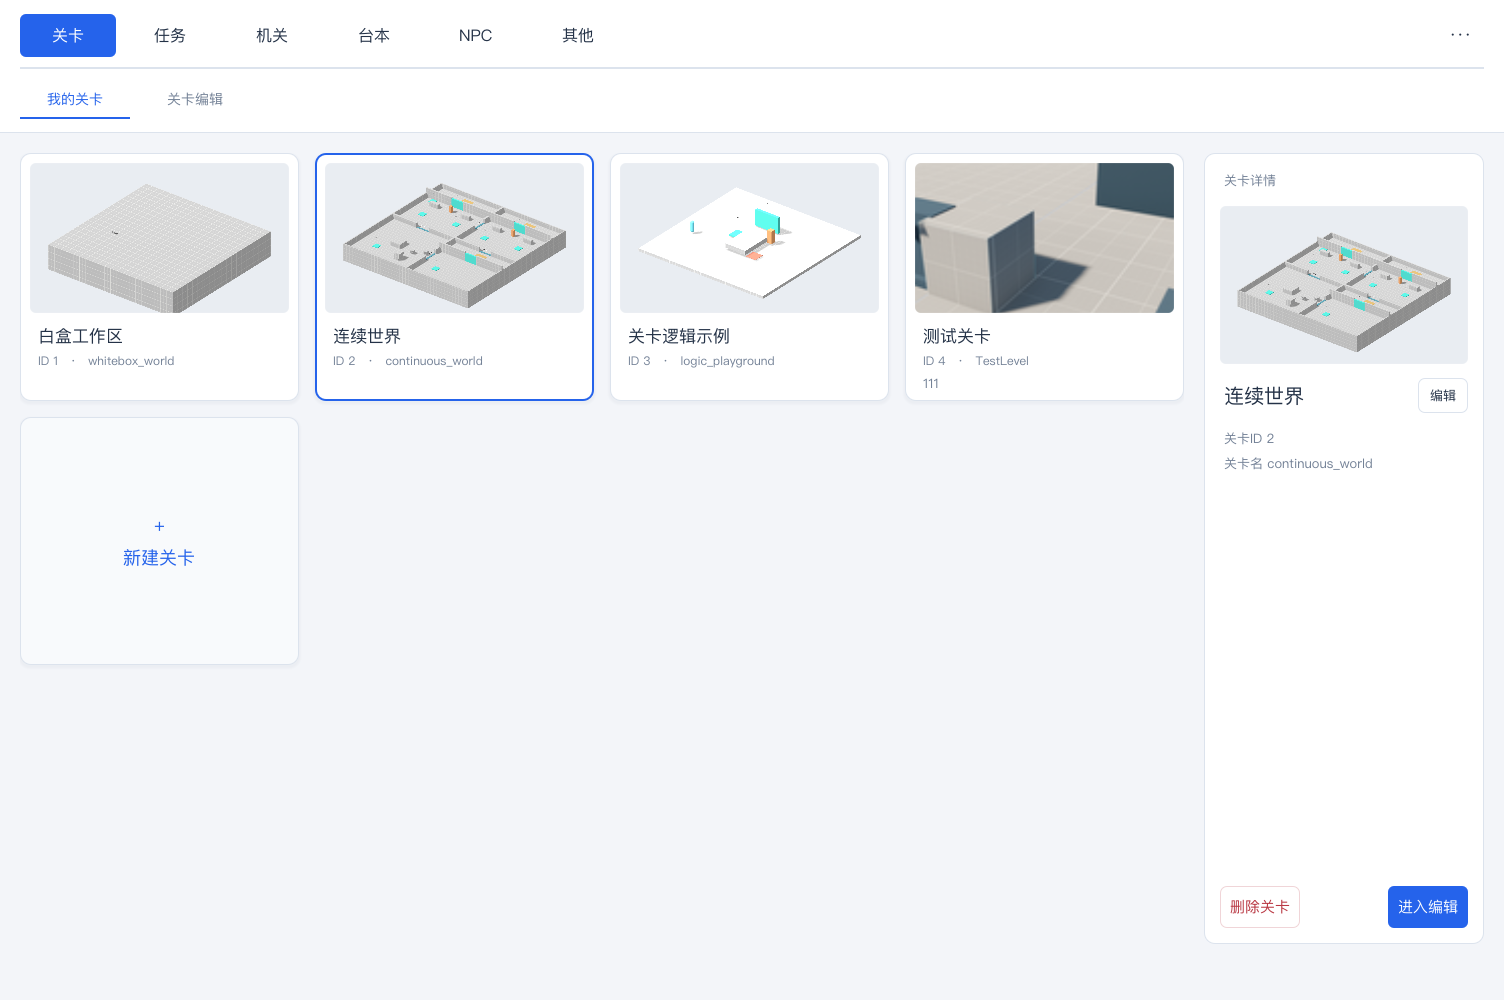 关卡
任务
机关
台本
NPC
其他
...
我的关卡
关卡编辑
白盒工作区
ID 1 · whitebox_world
连续世界
ID 2 · continuous_world
关卡逻辑示例
ID 3 · logic_playground
测试关卡
ID 4 · TestLevel
111
+
新建关卡
关卡详情
连续世界
编辑
关卡ID 2
关卡名 continuous_world
删除关卡
进入编辑